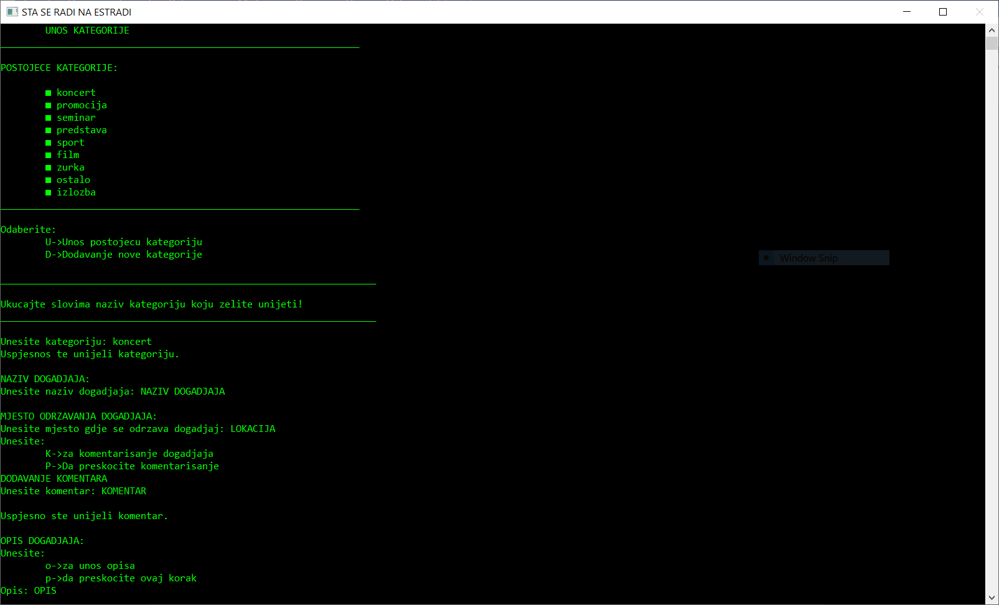 STA SE RADI NA ESTRADI
UNOS KATEGORIJE
POSTOJECE KATEGORIJE:
■ koncert
■ promocija
■ seminar
■ predstava
■ sport
■ film
■ zurka
■ ostalo
■ izlozba
Odaberite:
U->Unos postojecu kategoriju
D->Dodavanje nove kategorije
Window Snip
Ukucajte slovima naziv kategoriju koju zelite unijeti!
Unesite kategoriju: koncert
Uspjesnos te unijeli kategoriju.
NAZIV DOGADJAJA:
Unesite naziv dogadjaja: NAZIV DOGADJAJA
MJESTO ODRZAVANJA DOGADJAJA:
Unesite mjesto gdje se odrzava dogadjaj: LOKACIJA
Unesite:
K->za komentarisanje dogadjaja
P->Da preskocite komentarisanje
DODAVANJE KOMENTARA
Unesite komentar: KOMENTAR
Uspjesno ste unijeli komentar.
OPIS DOGADJAJA:
Unesite:
o->za unos opisa
p->da preskocite ovaj korak
Opis: OPIS